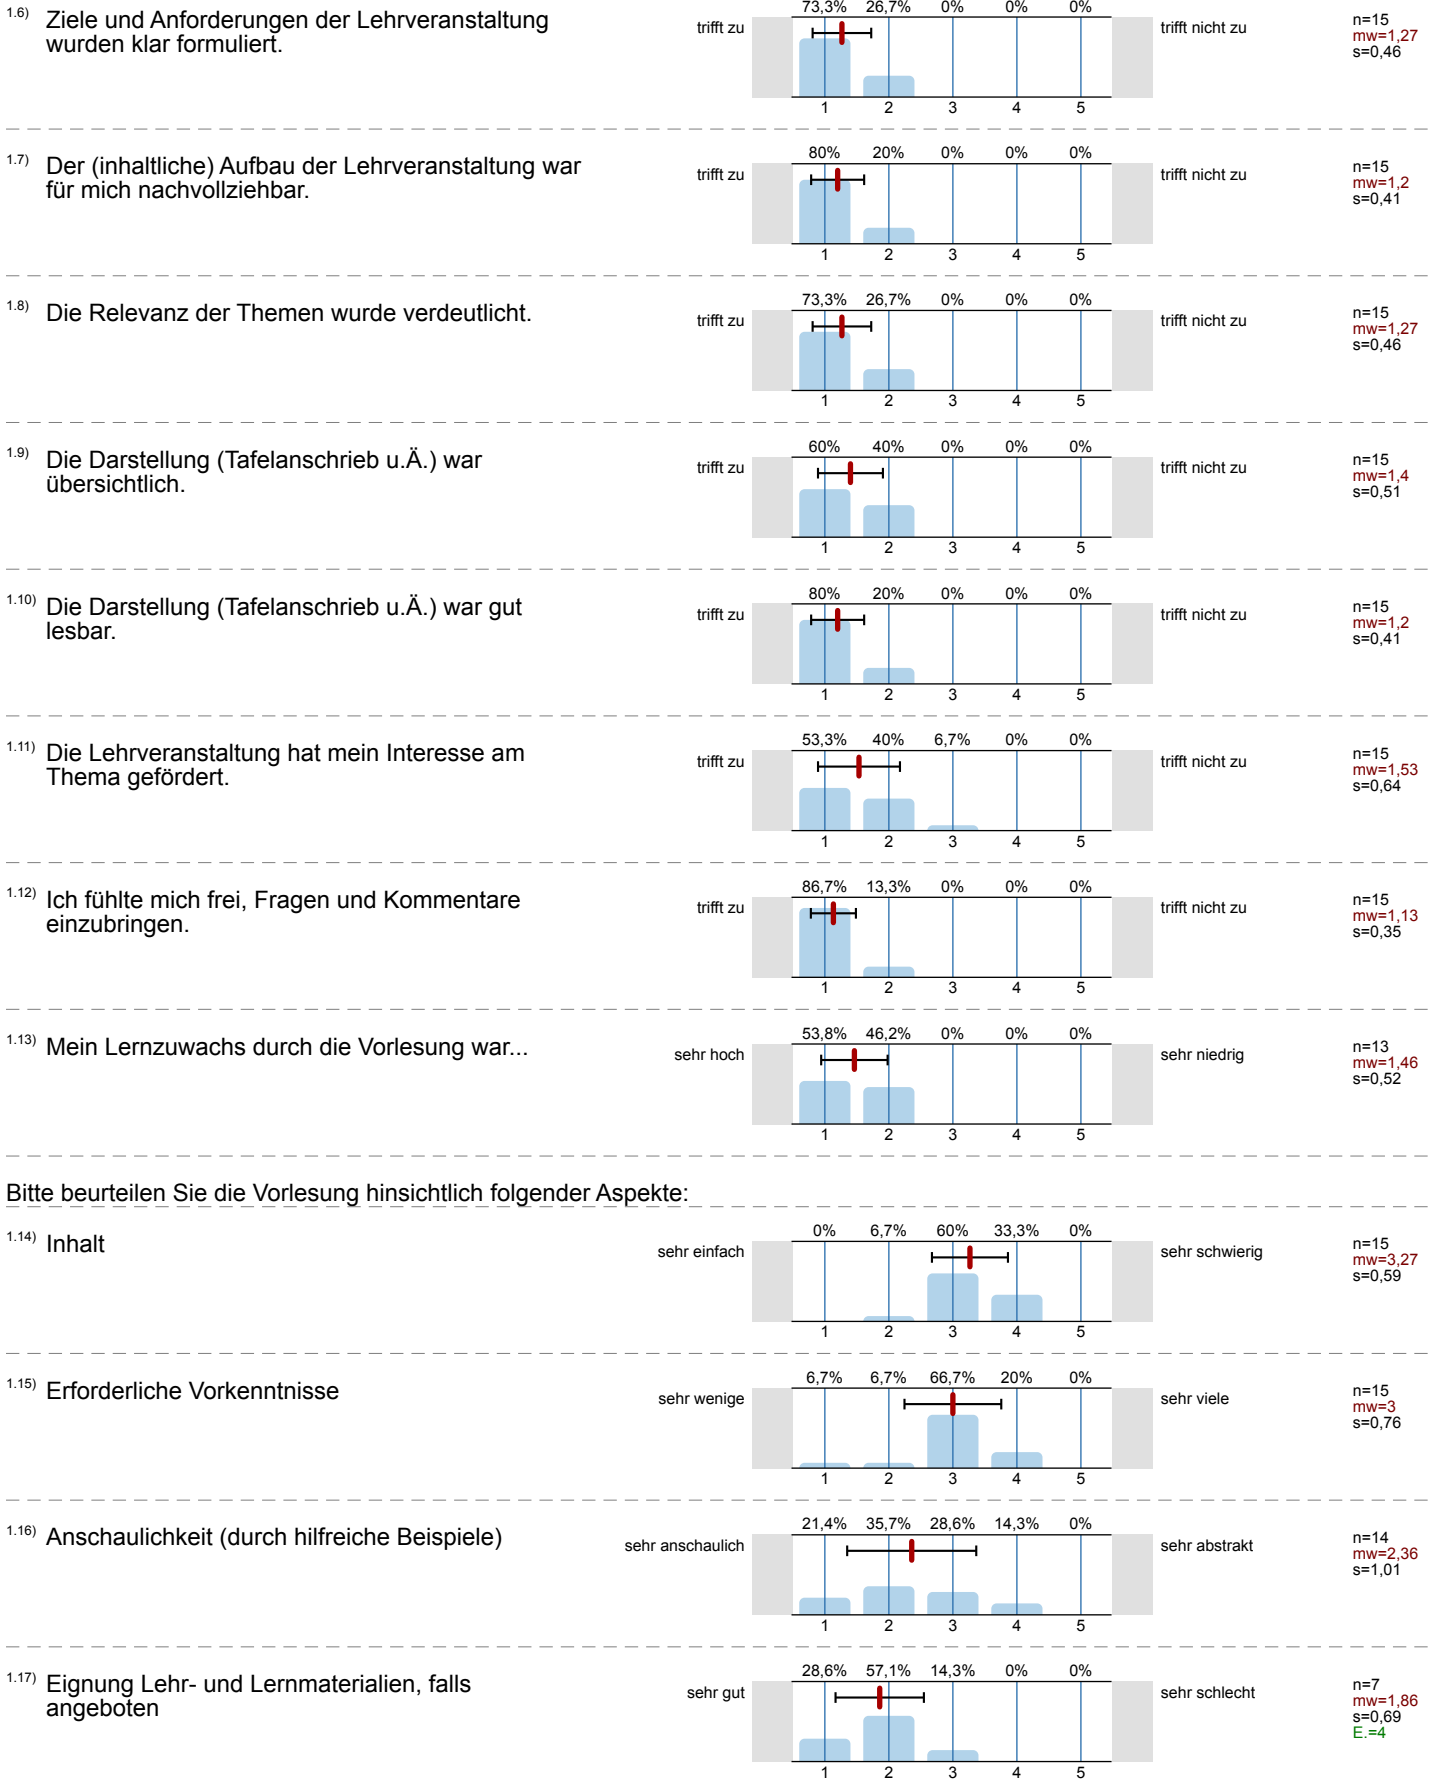 1.6) Ziele und Anforderungen der Lehrveranstaltung
wurden klar formuliert.
trifft zu
73,3% 26,7% 0% 0% 0%
1 2 3 4 5
trifft nicht zu
n=15
mw=1,27
s=0,46
1.7) Der (inhaltliche) Aufbau der Lehrveranstaltung war
für mich nachvollziehbar.
trifft zu
80% 20% 0% 0% 0%
1 2 3 4 5
trifft nicht zu
n=15
mw=1,2
s=0,41
1.8) Die Relevanz der Themen wurde verdeutlicht.
trifft zu
73,3% 26,7% 0% 0% 0%
1 2 3 4 5
trifft nicht zu
n=15
mw=1,27
s=0,46
1.9) Die Darstellung (Tafelanschrieb u.Ä.) war
übersichtlich.
trifft zu
60% 40% 0% 0% 0%
1 2 3 4 5
trifft nicht zu
n=15
mw=1,4
s=0,51
1.10) Die Darstellung (Tafelanschrieb u.Ä.) war gut
lesbar.
trifft zu
80% 20% 0% 0% 0%
1 2 3 4 5
trifft nicht zu
n=15
mw=1,2
s=0,41
1.11) Die Lehrveranstaltung hat mein Interesse am
Thema gefördert.
trifft zu
53,3% 40% 6,7% 0% 0%
1 2 3 4 5
trifft nicht zu
n=15
mw=1,53
s=0,64
1.12) Ich fühlte mich frei, Fragen und Kommentare
einzubringen.
trifft zu
86,7% 13,3% 0% 0% 0%
1 2 3 4 5
trifft nicht zu
n=15
mw=1,13
s=0,35
1.13) Mein Lernzuwachs durch die Vorlesung war...
sehr hoch
53,8% 46,2% 0% 0% 0%
1 2 3 4 5
sehr niedrig
n=13
mw=1,46
s=0,52
Bitte beurteilen Sie die Vorlesung hinsichtlich folgender Aspekte:
1.14) Inhalt
sehr einfach
0% 6,7% 60% 33,3% 0%
1 2 3 4 5
sehr schwierig
n=15
mw=3,27
s=0,59
1.15) Erforderliche Vorkenntnisse
sehr wenige
6,7% 6,7% 66,7% 20% 0%
1 2 3 4 5
sehr viele
n=15
mw=3
s=0,76
1.16) Anschaulichkeit (durch hilfreiche Beispiele)
sehr anschaulich
21,4% 35,7% 28,6% 14,3% 0%
1 2 3 4 5
sehr abstrakt
n=14
mw=2,36
s=1,01
1.17) Eignung Lehr- und Lernmaterialien, falls
angeboten
sehr gut
28,6% 57,1% 14,3% 0% 0%
1 2 3 4 5
sehr schlecht
n=7
mw=1,86
s=0,69
E.=4